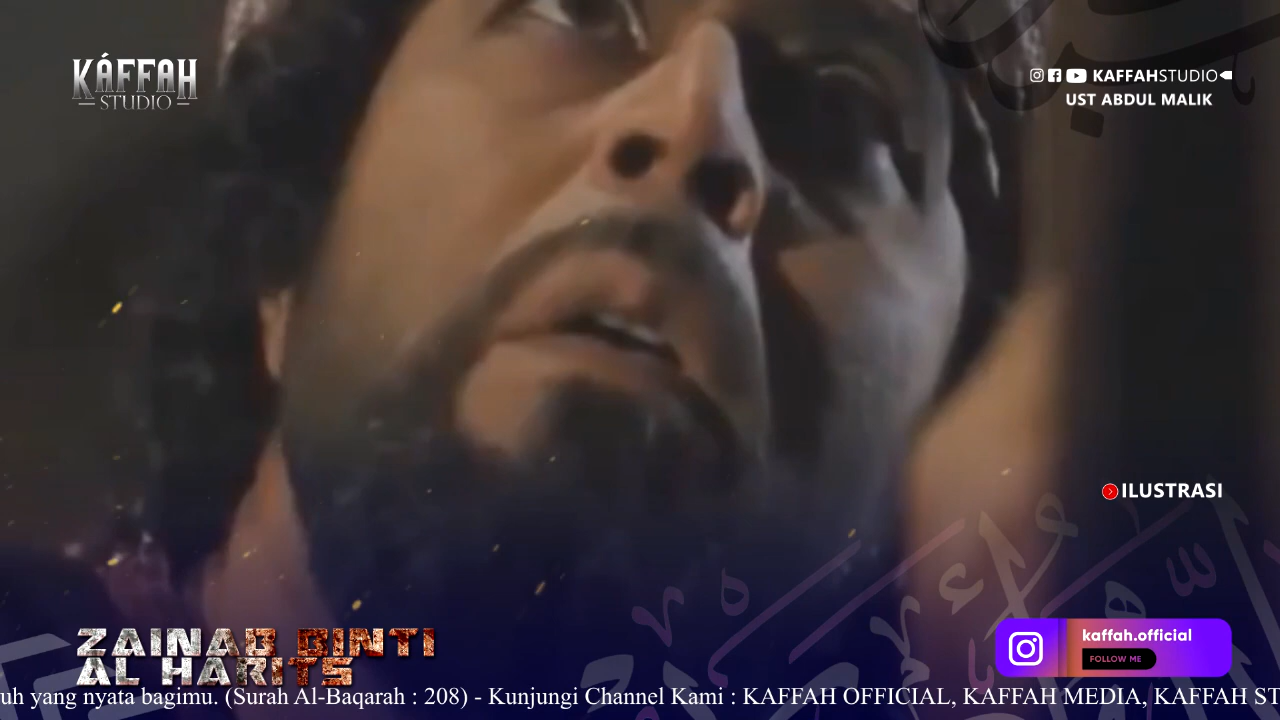 KÁFFAH
STUDIO
KAFFAHSTUDIO
UST ABDUL MALIK
ILUSTRASI
kaffah.official
FOLLOW ME
ZAINAB BINTI
AL HARITS
uh yang nyata bagimu. (Surah Al-Baqarah : 208) - Kunjungi Channel Kami : KAFFAH OFFICIAL, KAFFAH MEDIA, KAFFAH ST